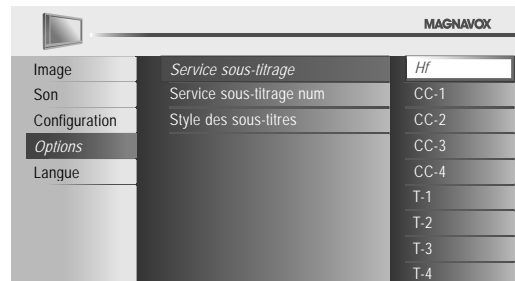 MAGNAVOX
Image
Son
Configuration
Options
Langue
Service sous-titrage
Service sous-titrage num
Style des sous-titres
Hf
CC-1
CC-2
CC-3
CC-4
T-1
T-2
T-3
T-4